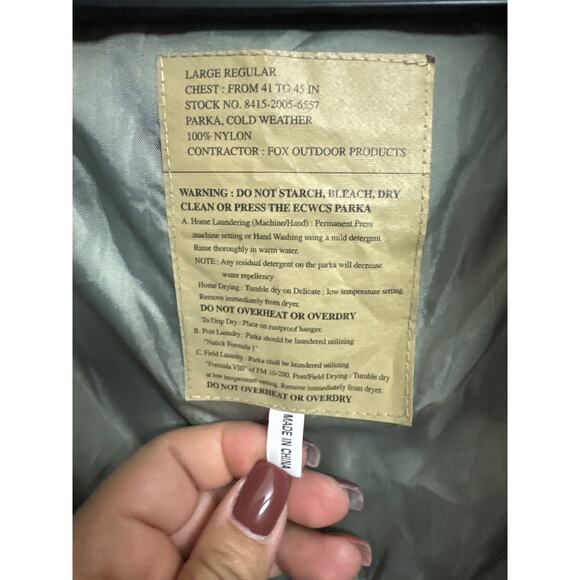 LARGE REGULAR
CHEST : FROM 41 TO 45 IN
STOCK NO. 8415-2005-6557
PARKA, COLD WEATHER
100% NYLON
CONTRACTOR : FOX OUTDOOR PRODUCTS
WARNING : DO NOT STARCH, BLEACH, DRY
CLEAN OR PRESS THE ECWCS PARKA
A. Home Laundering (Machine/Hand) : Permanent Press
machine setting or Hand Washing using a mild detergent.
Rinse thoroughly in warm water.
NOTE : Any residual detergent on the parka will decrease
water repellency
Home Drying : Tumble dry on Delicate ; low temperature setting.
Remove immediately from dryer.
DO NOT OVERHEAT OR OVERDRY
To Drip Dry : Place on rustproof hanger.
B. Post Laundry : Parka should be laundered utilizing
"Natick Formula 1"
C. Field Laundry : Parka shall be laundered utilizing
"Formula VIII" of FM 10-280. Post/Field Drying : Tumble dry
at low temperature setting. Remove immediately from dryer.
DO NOT OVERHEAT OR OVERDRY
MADE IN CHINA